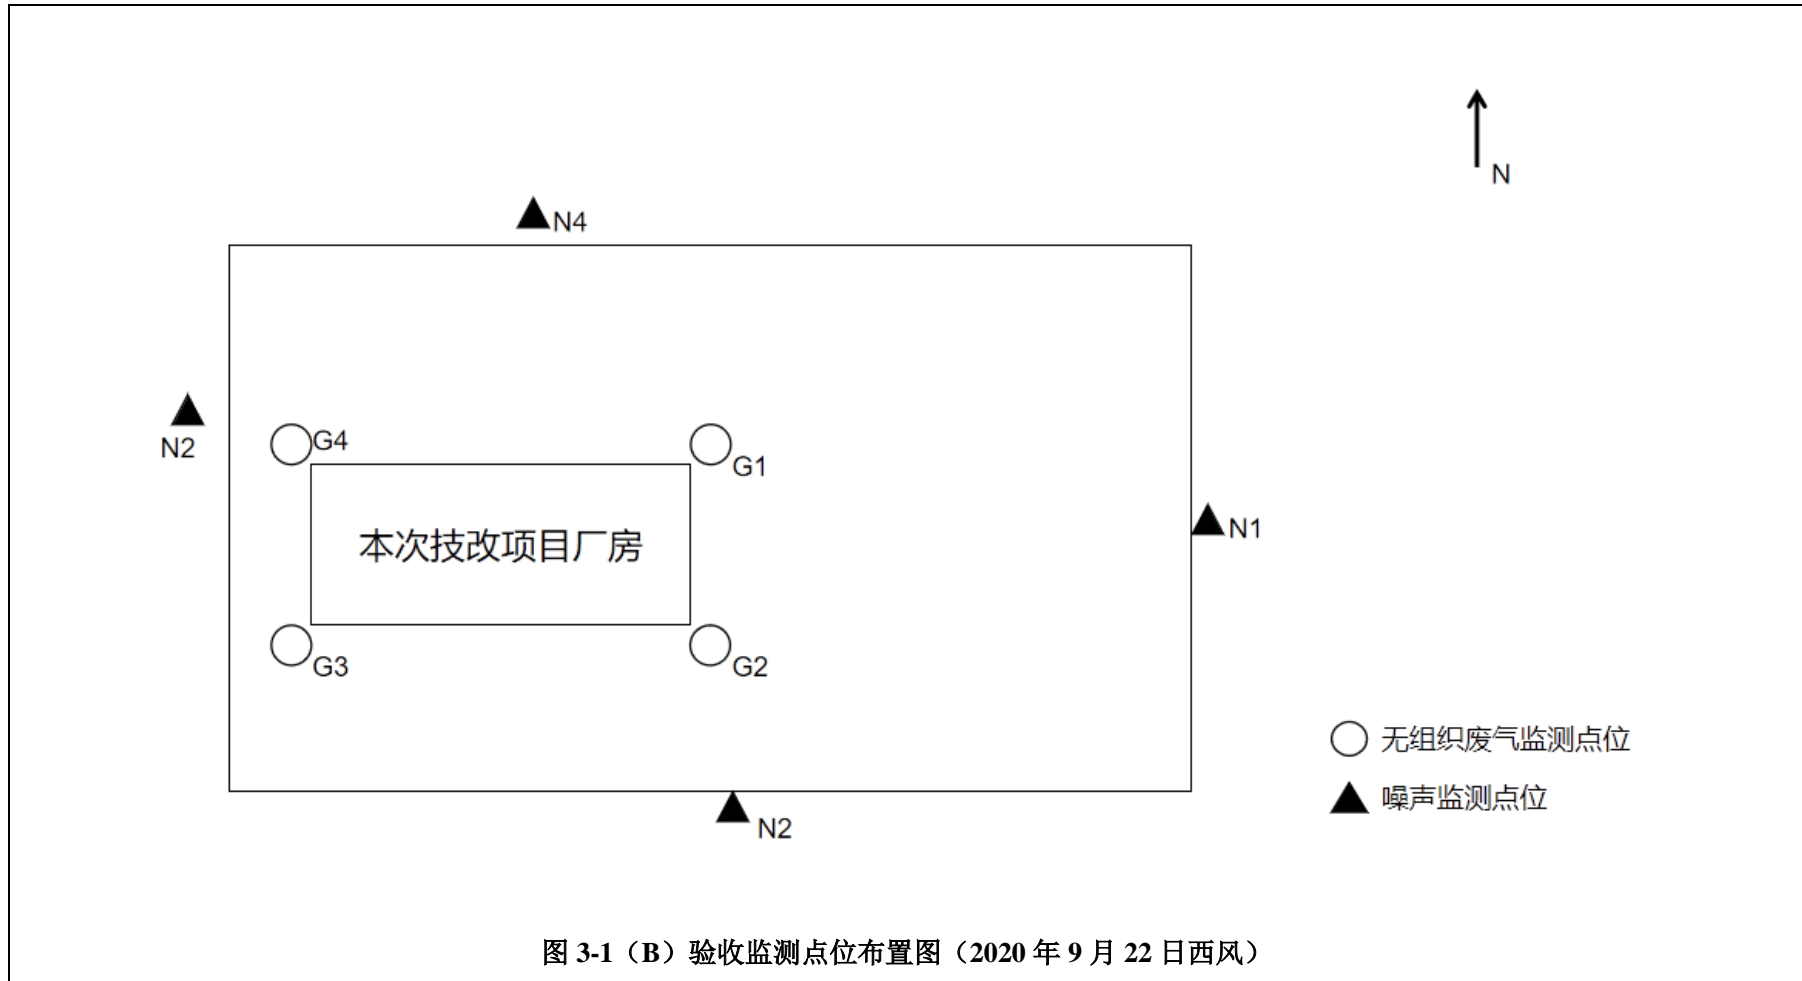 N
N4
N2
G4
G1
本次技改项目厂房
N1
G3
G2
无组织废气监测点位
噪声监测点位
N2
图 3-1（B）验收监测点位布置图（2020 年 9 月 22 日西风）